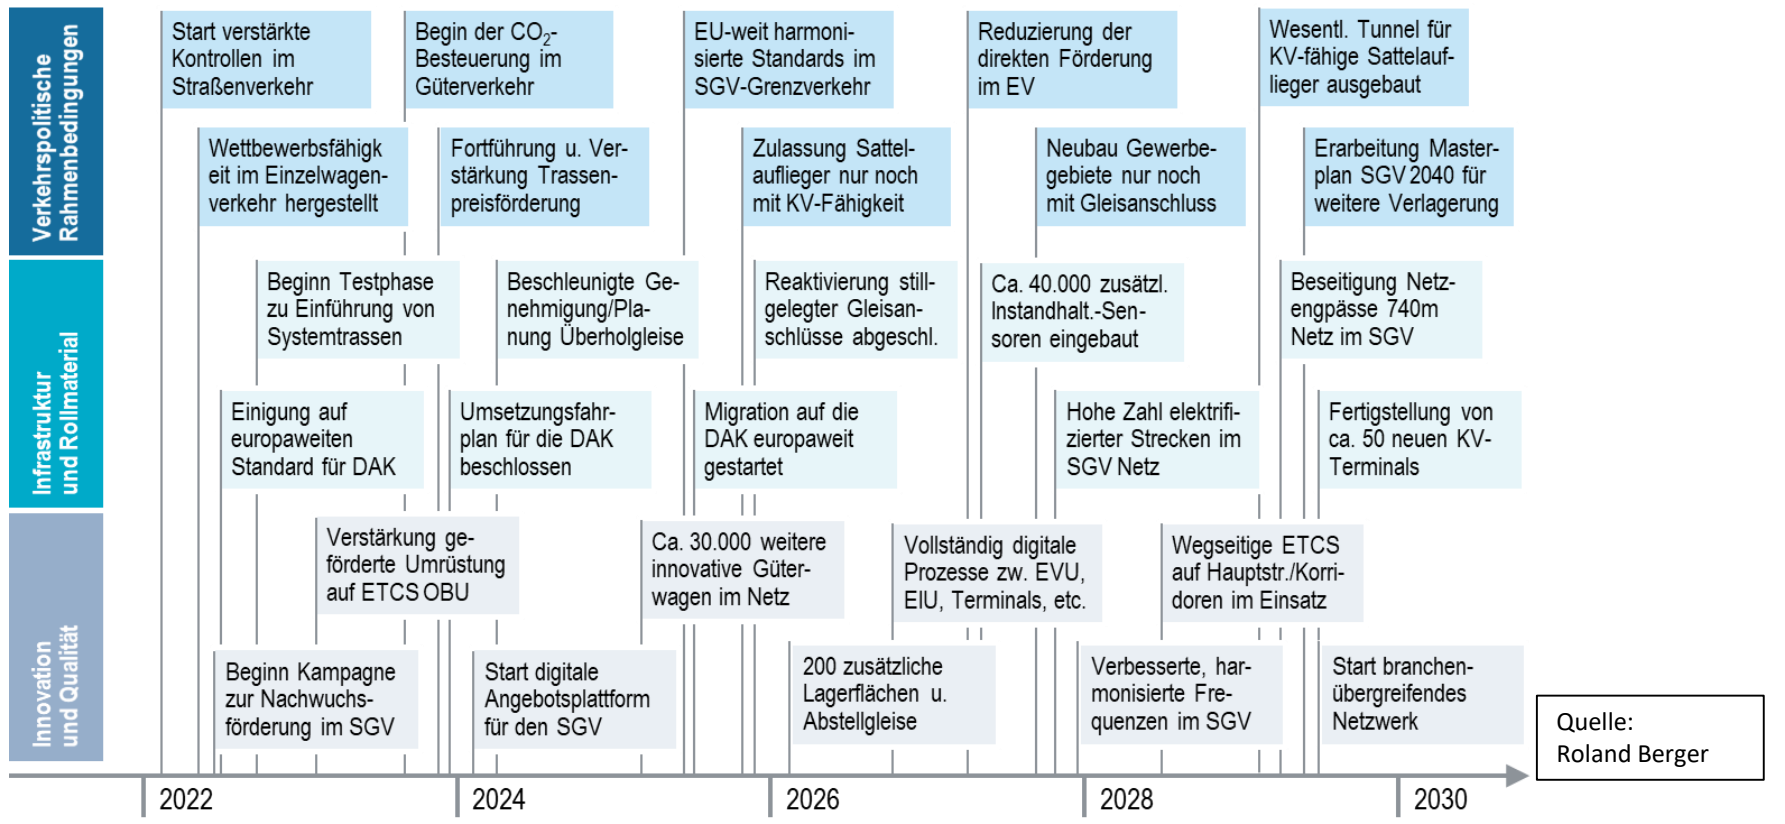 Verkehrspolitische
Rahmenbedingungen
Start verstärkte
Kontrollen im
Straßenverkehr
Begin der CO₂-
Besteuerung im
Güterverkehr
EU-weit harmoni-
sierte Standards im
SGV-Grenzverkehr
Reduzierung der
direkten Förderung
im EV
Wesentl. Tunnel für
KV-fähige Sattelauf-
lieger ausgebaut
Wettbewerbsfähigk
eit im Einzelwagen-
verkehr hergestellt
Fortführung u. Ver-
stärkung Trassen-
preisförderung
Zulassung Sattel-
auflieger nur noch
mit KV-Fähigkeit
Neubau Gewerbe-
gebiete nur noch
mit Gleisanschluss
Erarbeitung Master-
plan SGV 2040 für
weitere Verlagerung
Infrastruktur
und Rollmaterial
Beginn Testphase
zu Einführung von
Systemtrassen
Beschleunigte Ge-
nehmigung/Pla-
nung Überholgleise
Reaktivierung still-
gelegter Gleisan-
schlüsse abgeschl.
Ca. 40.000 zusätzl.
Instandhalt.-Sen-
soren eingebaut
Beseitigung Netz-
engpässe 740m
Netz im SGV
Einigung auf
europaweiten
Standard für DAK
Umsetzungsfahr-
plan für die DAK
beschlossen
Migration auf die
DAK europaweit
gestartet
Hohe Zahl elektrifi-
zierter Strecken im
SGV Netz
Fertigstellung von
ca. 50 neuen KV-
Terminals
Innovation
und Qualität
Verstärkung ge-
förderte Umrüstung
auf ETCS OBU
Ca. 30.000 weitere
innovative Güter-
wagen im Netz
Vollständig digitale
Prozesse zw. EVU,
EIU, Terminals, etc.
Wegseitige ETCS
auf Hauptstr./Korri-
doren im Einsatz
Beginn Kampagne
zur Nachwuchs-
förderung im SGV
Start digitale
Angebotsplattform
für den SGV
200 zusätzliche
Lagerflächen u.
Abstellgleise
Verbesserte, har-
monisierte Fre-
quenzen im SGV
Start branchen-
übergreifendes
Netzwerk
Quelle:
Roland Berger
2022
2024
2026
2028
2030